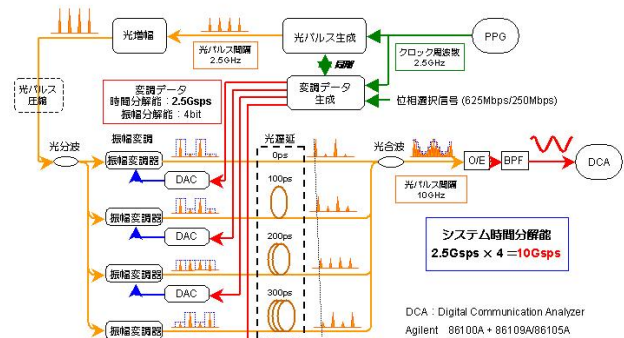 光増幅
光パルス間隔
2.5GHz
光パルス生成
クロック周波数
2.5GHz
PPG
同期
光パルス
圧縮
変調データ
時間分解能：2.5Gsps
振幅分解能：4bit
変調データ
生成
位相選択信号 (625Mbps/250Mbps)
光分波
振幅変調
振幅変調器
DAC
光遅延
0ps
光合波
O/E
BPF
DCA
光パルス間隔
10GHz
100ps
振幅変調器
DAC
システム時間分解能
2.5Gsps × 4 ＝10Gsps
200ps
振幅変調器
DAC
300ps
振幅変調器
DCA：Digital Communication Analyzer
Agilent 86100A + 86109A/86105A